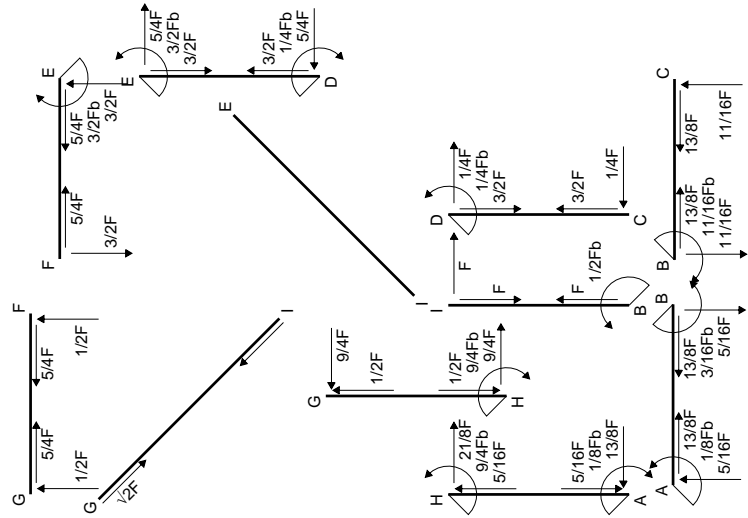 G
5/4F
1/2F
5/4F
1/2F
F
F
5/4F
3/2F
5/4F
3/2Fb
3/2F
E
E
5/4F
3/2Fb
3/2F
3/2F
1/4Fb
5/4F
D
G
√2F
I
E
I
G
9/4F
1/2F
1/2F
9/4Fb
9/4F
H
D
1/4F
1/4Fb
3/2F
3/2F
1/4F
C
I
F
F
F
1/2Fb
B
H
21/8F
9/4Fb
5/16F
5/16F
1/8Fb
13/8F
A
A
13/8F
1/8Fb
5/16F
13/8F
3/16Fb
5/16F
B
B
13/8F
11/16Fb
11/16F
13/8F
11/16F
C